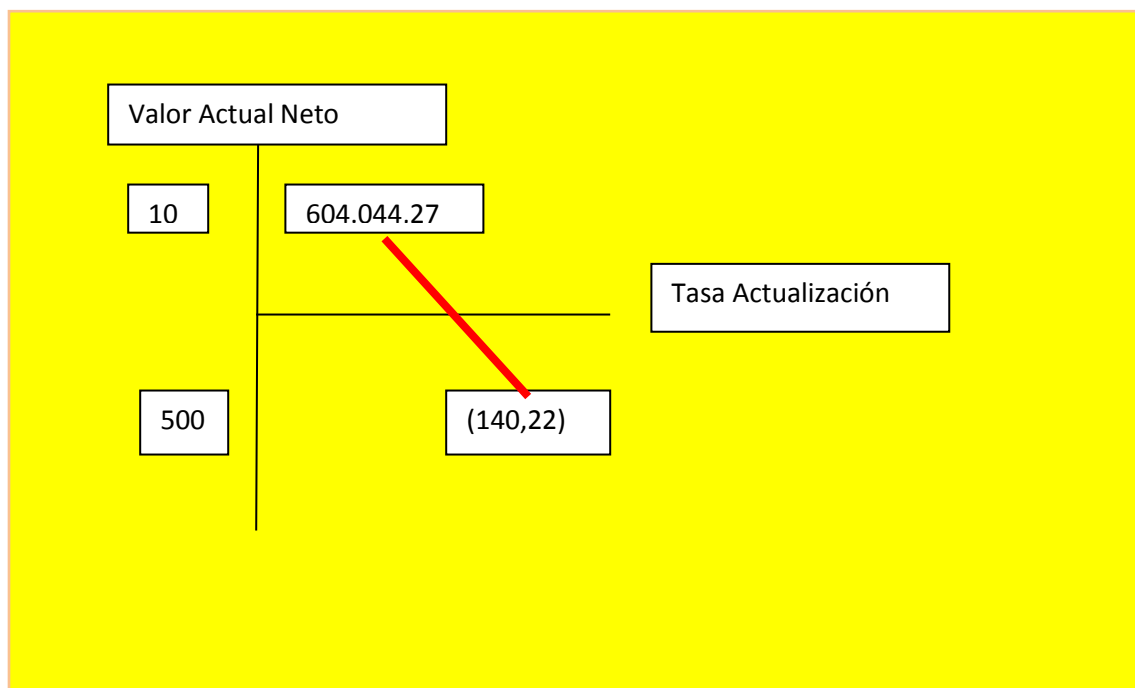 Valor Actual Neto
10
604.044.27
Tasa Actualización
500
(140,22)